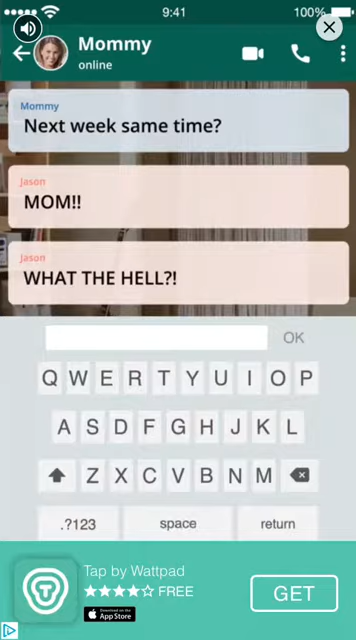 9:41
100%
Mommy
online
Mommy
Next week same time?
Jason
MOM!!
Jason
WHAT THE HELL?!
OK
Q W E R T Y U I O P
A S D F G H J K L
Z X C V B N M
.?123 space return
Tap by Wattpad
FREE
GET
Download on the
App Store